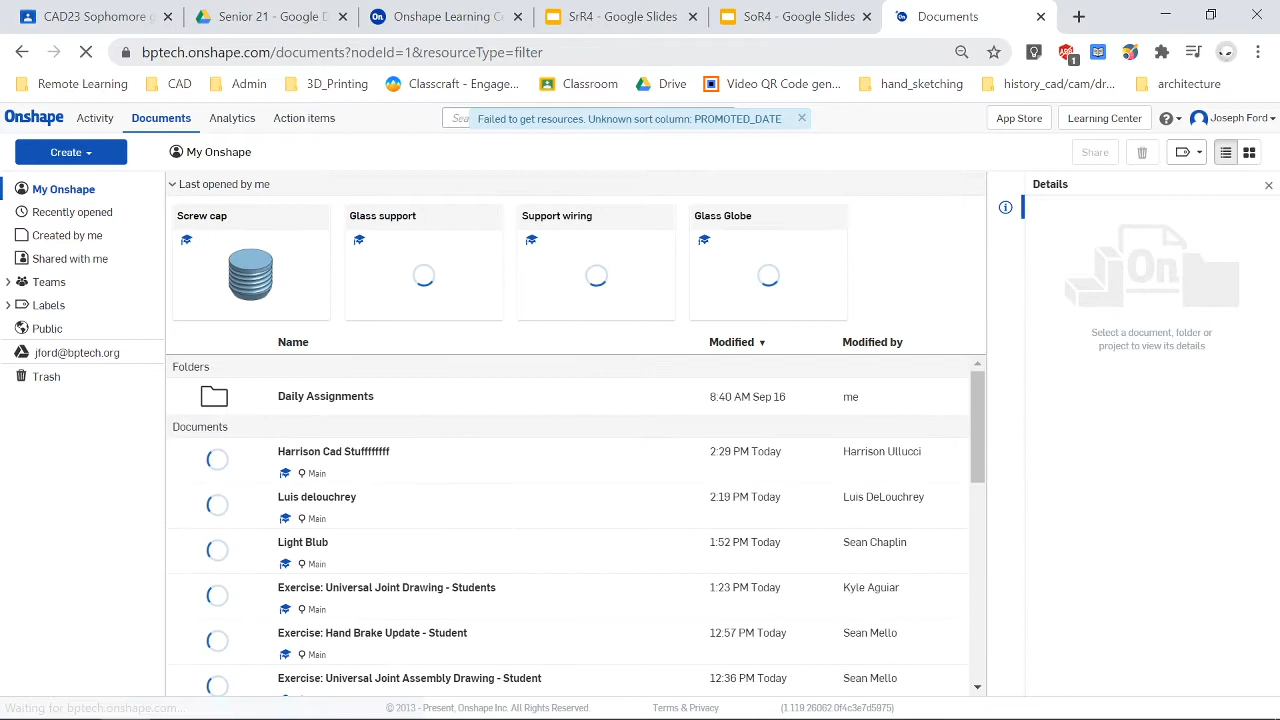 CAD23 Sophomore
Senior 21 - Google D
Onshape Learning C
SrR4 - Google Slides
SoR4 - Google Slides
Documents
bptech.onshape.com/documents?nodeId=1&resourceType=filter
1
Remote Learning
CAD
Admin
3D_Printing
Classcraft - Engage...
Classroom
Drive
Video QR Code gen...
hand_sketching
history_cad/cam/dr...
architecture
Onshape
Activity
Documents
Analytics
Action items
Sea
Failed to get resources. Unknown sort column: PROMOTED_DATE
App Store
Learning Center
Joseph Ford
Create
My Onshape
Share
My Onshape
Recently opened
Created by me
Shared with me
Teams
Labels
Public
jford@bptech.org
Trash
Last opened by me
Screw cap
Glass support
Support wiring
Glass Globe
Name
Modified
Modified by
Folders
Daily Assignments
8:40 AM Sep 16
me
Documents
Harrison Cad Stuffffffff
2:29 PM Today
Harrison Ullucci
Main
Luis delouchrey
2:19 PM Today
Luis DeLouchrey
Main
Light Blub
1:52 PM Today
Sean Chaplin
Main
Exercise: Universal Joint Drawing - Students
1:23 PM Today
Kyle Aguiar
Main
Exercise: Hand Brake Update - Student
12:57 PM Today
Sean Mello
Main
Exercise: Universal Joint Assembly Drawing - Student
12:36 PM Today
Sean Mello
Details
On
Select a document, folder or
project to view its details
Waiting for bptech.onshape.com...
© 2013 - Present, Onshape Inc. All Rights Reserved.
Terms & Privacy
(1.119.26062.0f4c3e7d5975)